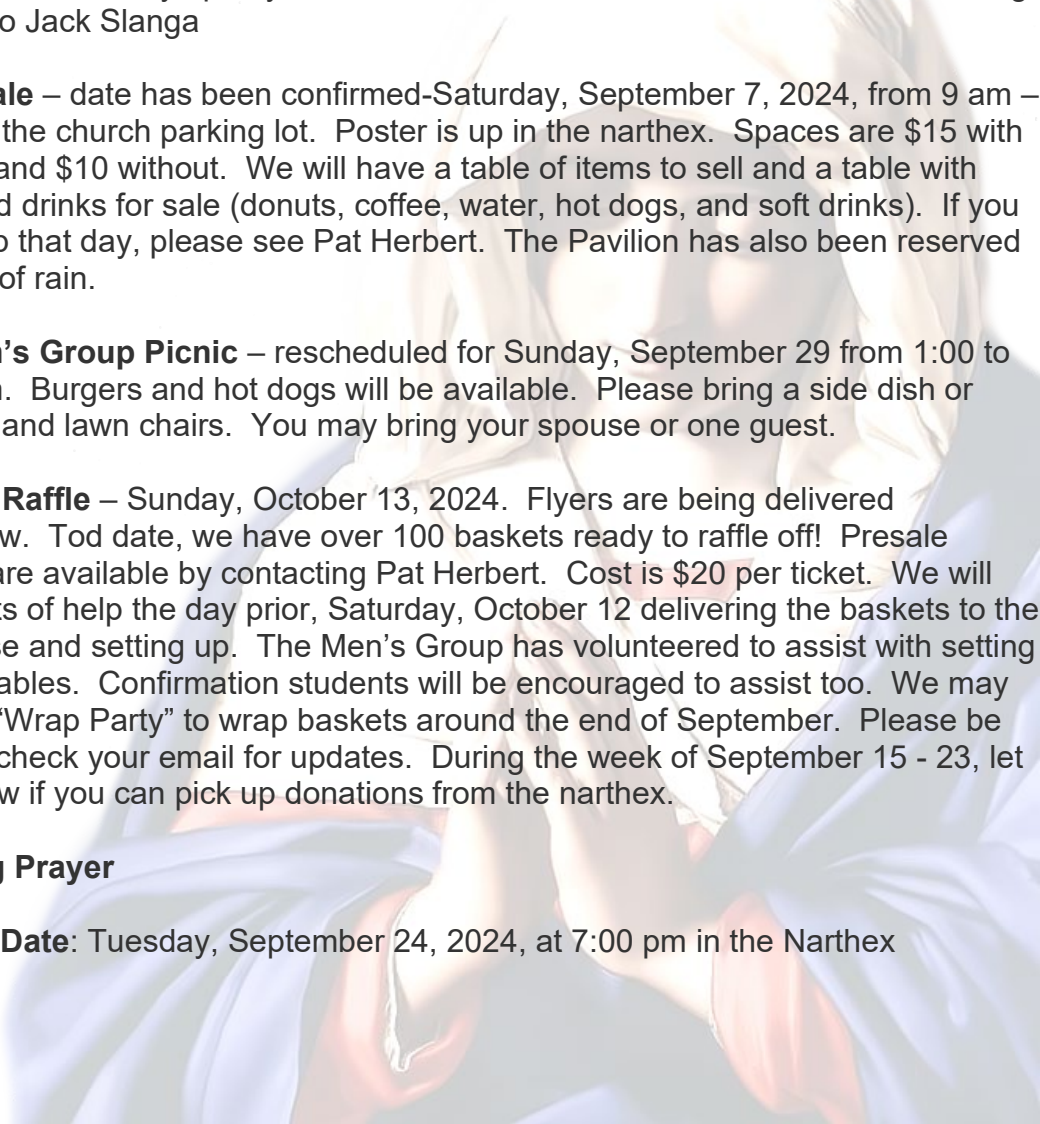 o Jack Slanga
ale – date has been confirmed-Saturday, September 7, 2024, from 9 am –
the church parking lot. Poster is up in the narthex. Spaces are $15 with
and $10 without. We will have a table of items to sell and a table with
d drinks for sale (donuts, coffee, water, hot dogs, and soft drinks). If you
o that day, please see Pat Herbert. The Pavilion has also been reserved
of rain.
n’s Group Picnic – rescheduled for Sunday, September 29 from 1:00 to
. Burgers and hot dogs will be available. Please bring a side dish or
and lawn chairs. You may bring your spouse or one guest.
Raffle – Sunday, October 13, 2024. Flyers are being delivered
w. Tod date, we have over 100 baskets ready to raffle off! Presale
are available by contacting Pat Herbert. Cost is $20 per ticket. We will
ts of help the day prior, Saturday, October 12 delivering the baskets to the
se and setting up. The Men’s Group has volunteered to assist with setting
ables. Confirmation students will be encouraged to assist too. We may
“Wrap Party” to wrap baskets around the end of September. Please be
check your email for updates. During the week of September 15 - 23, let
w if you can pick up donations from the narthex.
g Prayer
Date: Tuesday, September 24, 2024, at 7:00 pm in the Narthex